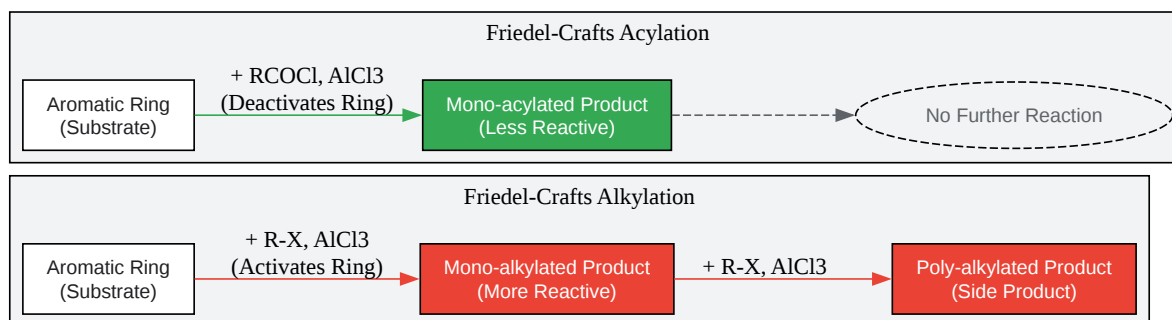 Friedel-Crafts Acylation
+ RCOCl, AlCl3
(Deactivates Ring)
Aromatic Ring
(Substrate)
Mono-acylated Product
(Less Reactive)
No Further Reaction
Friedel-Crafts Alkylation
+ R-X, AlCl3
(Activates Ring)
Aromatic Ring
(Substrate)
Mono-alkylated Product
(More Reactive)
+ R-X, AlCl3
Poly-alkylated Product
(Side Product)